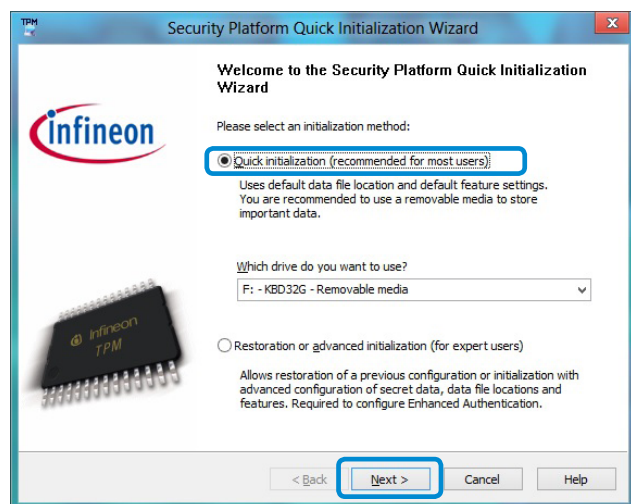 TPM
Security Platform Quick Initialization Wizard
x
Welcome to the Security Platform Quick Initialization
Wizard
infineon
Please select an initialization method:
Quick initialization (recommended for most users)
Uses default data file location and default feature settings.
You are recommended to use a removable media to store
important data.
Which drive do you want to use?
F: - KBD32G - Removable media
Infineon
TPM
Restoration or advanced initialization (for expert users)
Allows restoration of a previous configuration or initialization with
advanced configuration of secret data, data file locations and
features. Required to configure Enhanced Authentication.
< Back
Next >
Cancel
Help